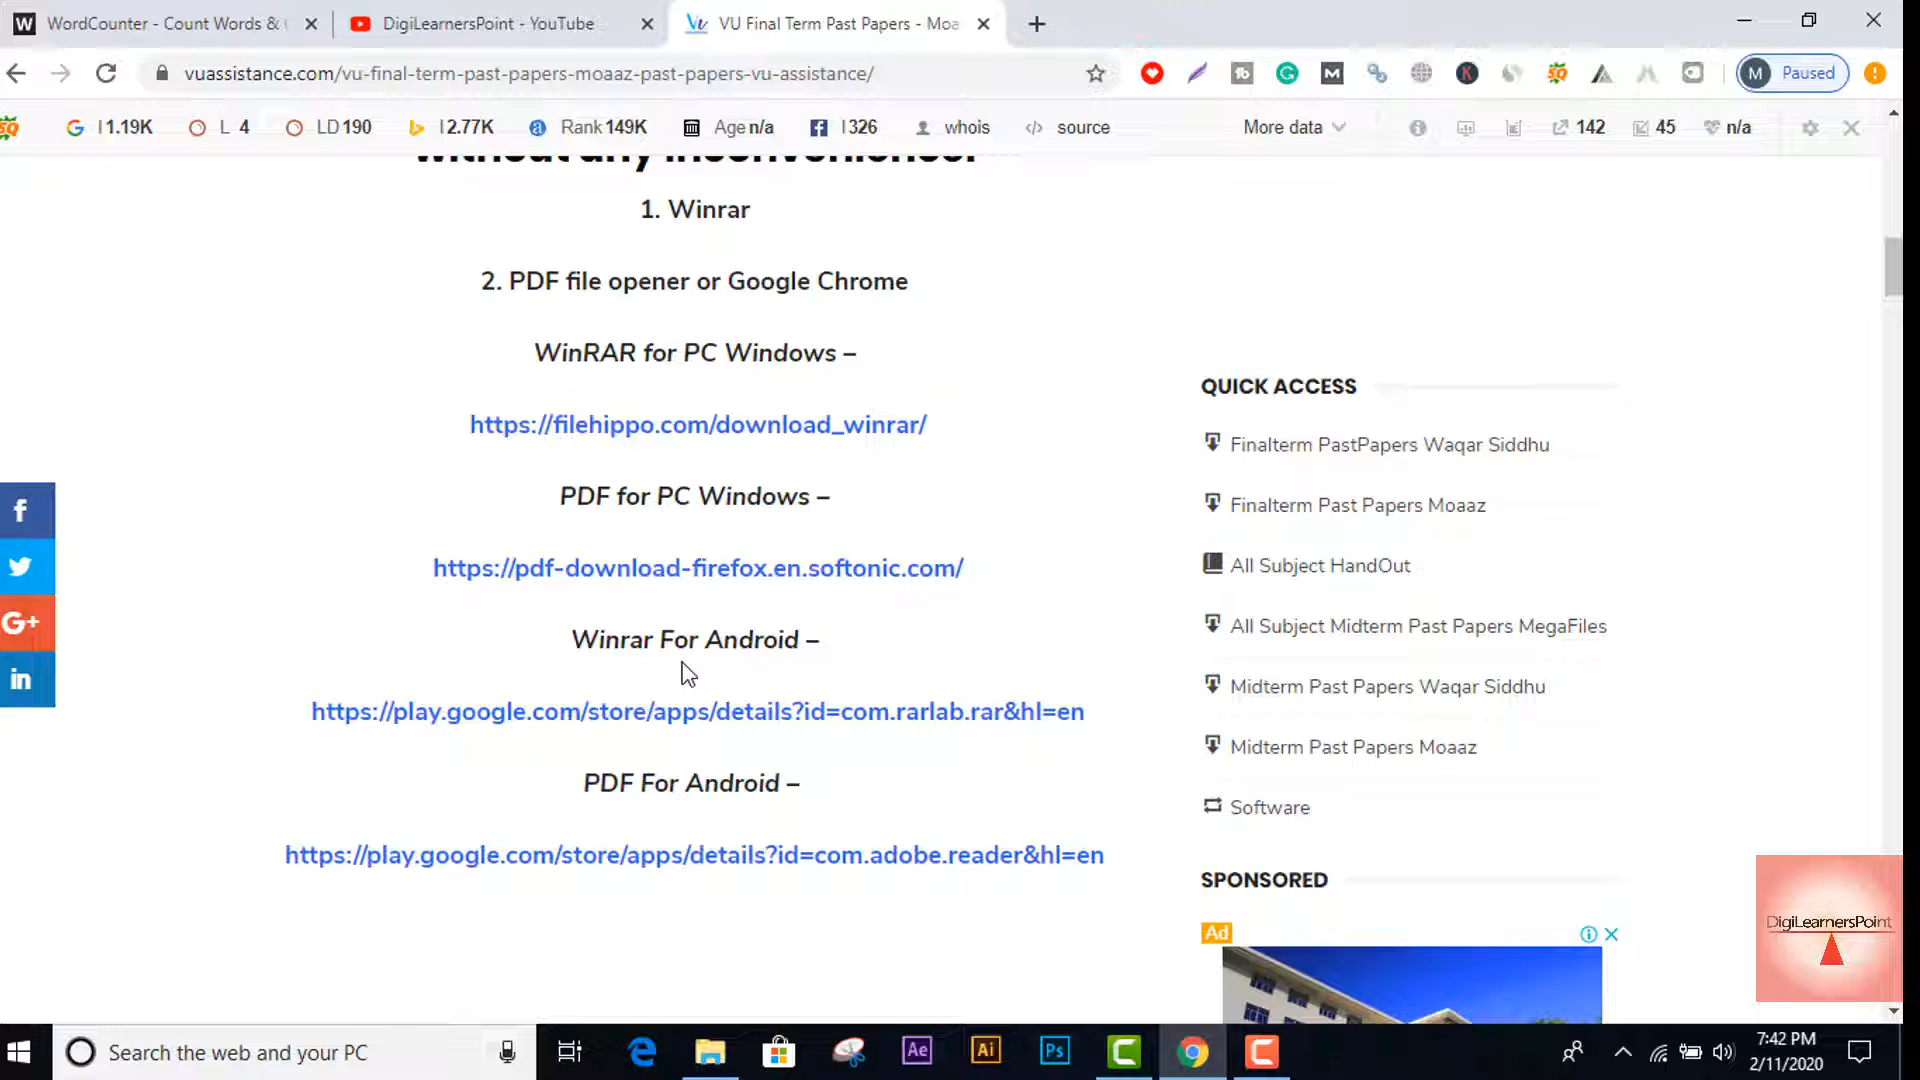 WordCounter - Count Words &
DigiLearnersPoint - YouTube
VU Final Term Past Papers - Moa
vuassistance.com/vu-final-term-past-papers-moaaz-past-papers-vu-assistance/
Paused
I 1.19K
L 4
LD 190
I 2.77K
Rank 149K
Age n/a
I 326
whois
source
More data
142
45
n/a
without any inconvenience.
1. Winrar
2. PDF file opener or Google Chrome
WinRAR for PC Windows –
https://filehippo.com/download_winrar/
PDF for PC Windows –
https://pdf-download-firefox.en.softonic.com/
Winrar For Android –
https://play.google.com/store/apps/details?id=com.rarlab.rar&hl=en
PDF For Android –
https://play.google.com/store/apps/details?id=com.adobe.reader&hl=en
QUICK ACCESS
Finalterm PastPapers Waqar Siddhu
Finalterm Past Papers Moaaz
All Subject HandOut
All Subject Midterm Past Papers MegaFiles
Midterm Past Papers Waqar Siddhu
Midterm Past Papers Moaaz
Software
SPONSORED
Ad
DigiLearnersPoint
Search the web and your PC
Ae
Ai
Ps
7:42 PM
2/11/2020